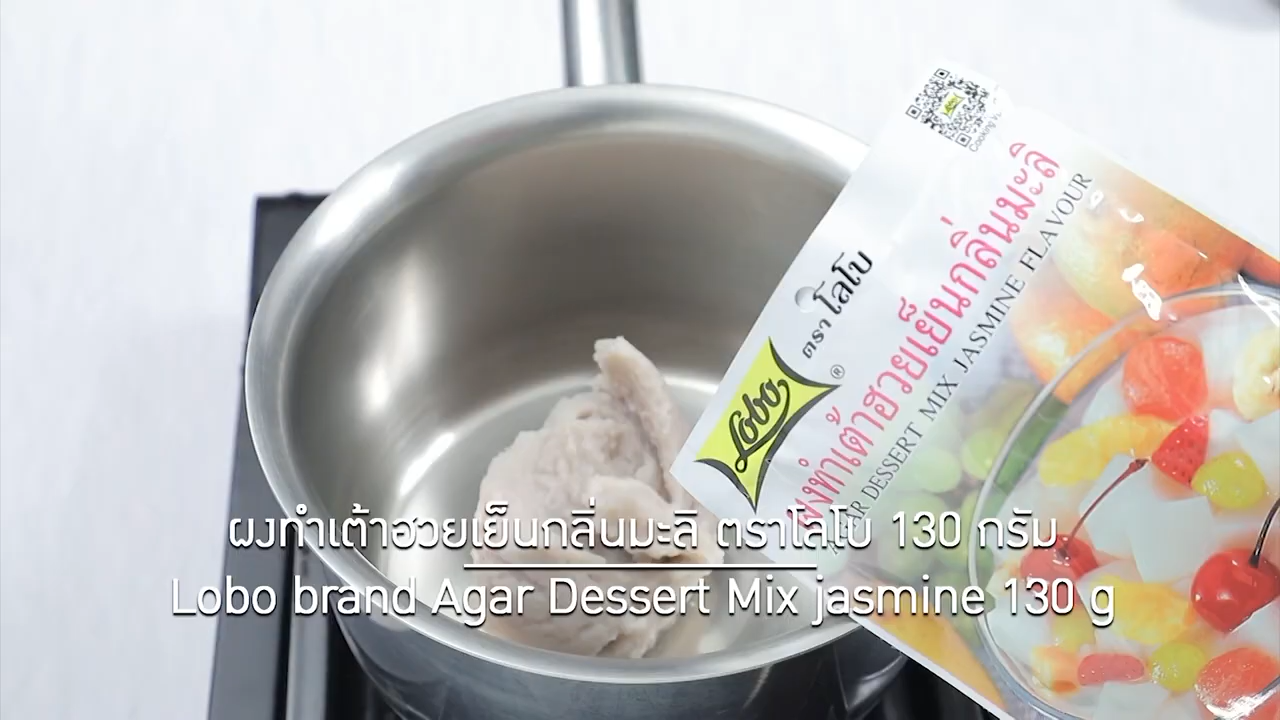 Cooking
ผงทำเต้าฮวยเย็นกลิ่นมะลิ
AGAR DESSERT MIX JASMINE FLAVOUR
ตรา โลโบ
Lobo
®
ผงทำเต้าฮวยเย็นกลิ่นมะลิ ตราโลโบ 130 กรัม
Lobo brand Agar Dessert Mix jasmine 130 g